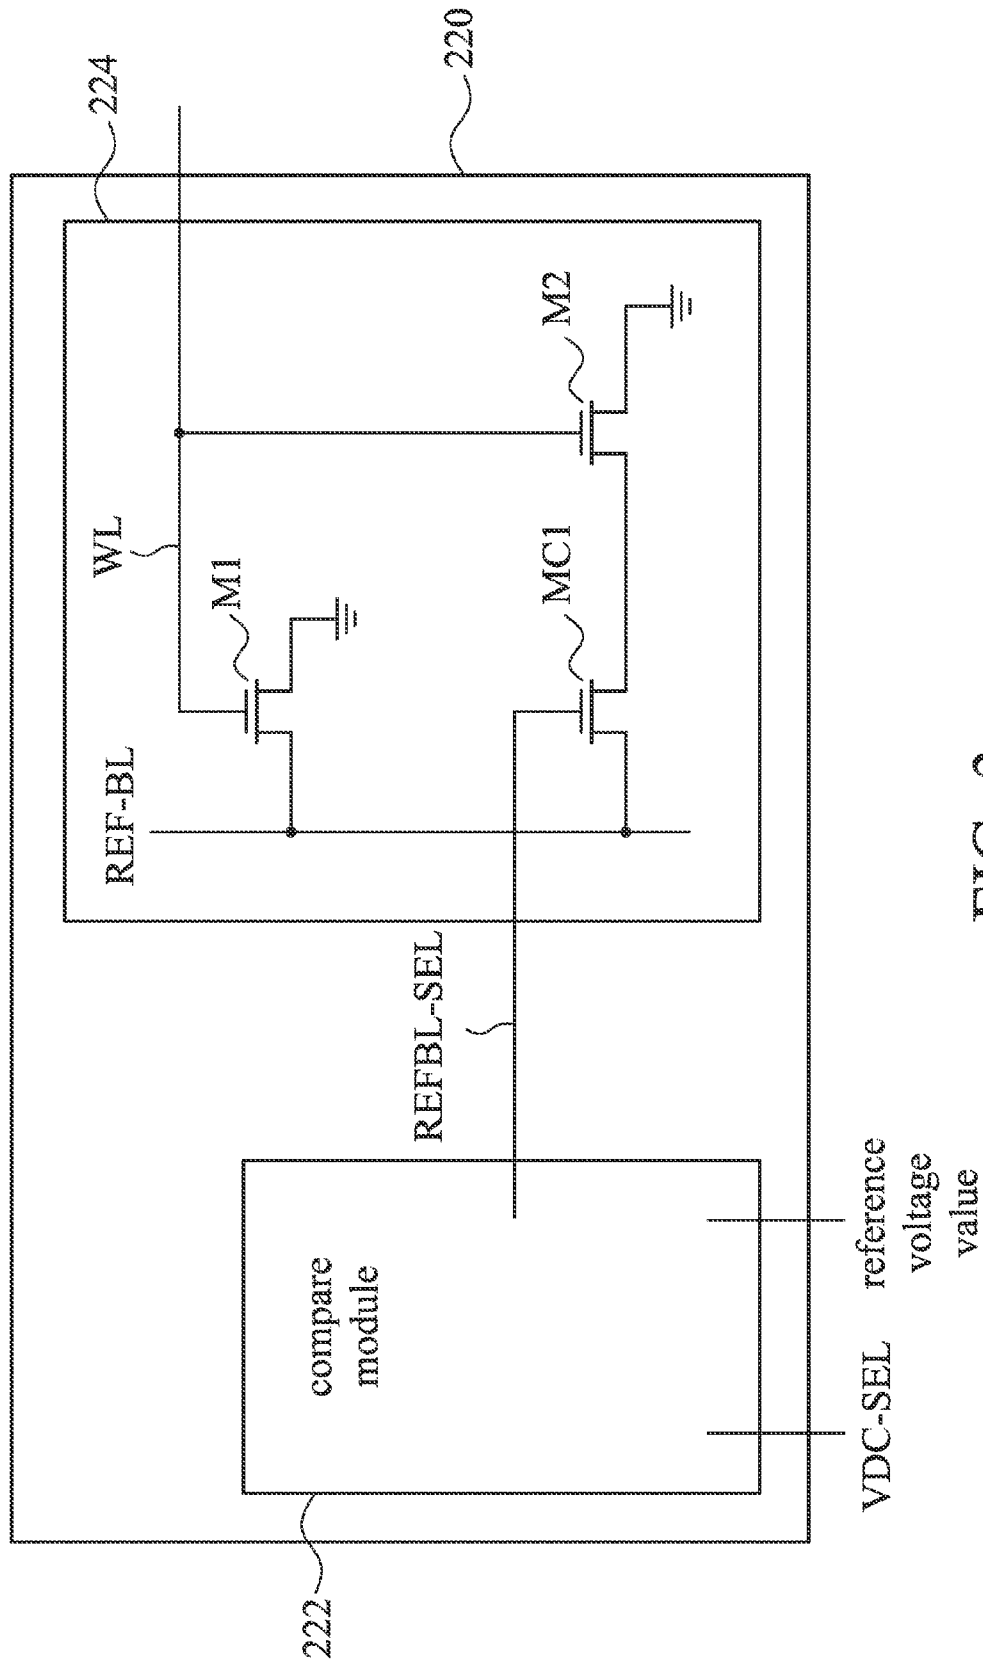 220
224
WL
M1
M2
MC1
REF-BL
REFBL-SEL
compare
module
222
VDC-SEL
reference
voltage
value